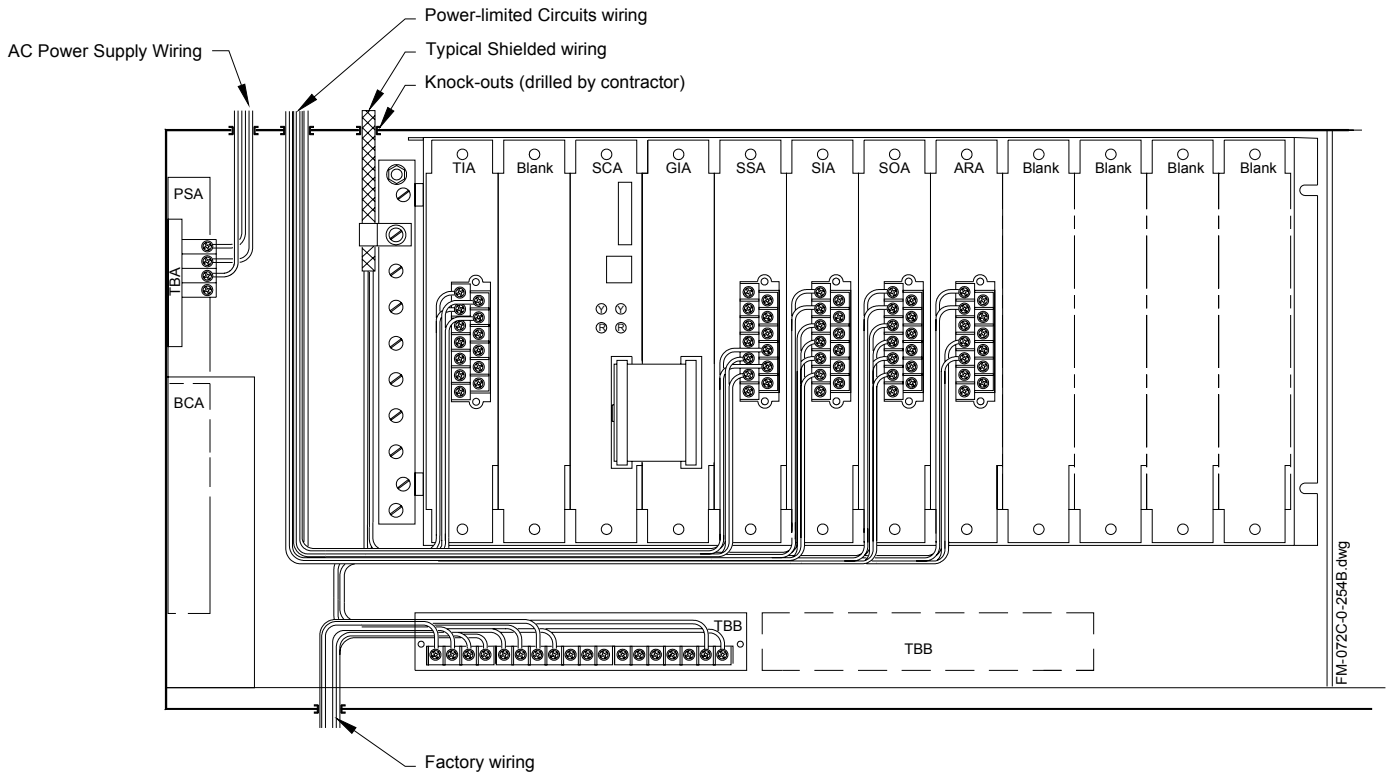 Power-limited Circuits wiring
AC Power Supply Wiring
Typical Shielded wiring
Knock-outs (drilled by contractor)
TIA
Blank
SCA
GIA
SSA
SIA
SOA
ARA
Blank
Blank
Blank
Blank
PSA
TBA
Y Y
R R
BCA
TBB
TBB
FM-072C-0-254B.dwg
Factory wiring